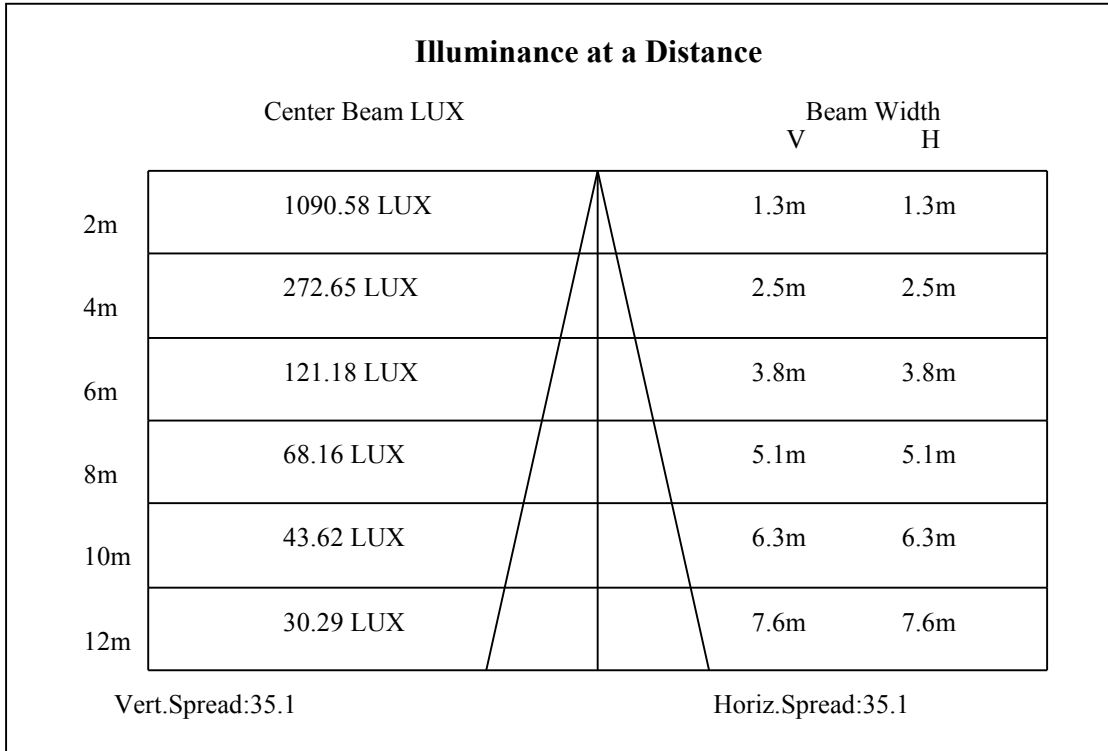 Illuminance at a Distance
Center Beam LUX Beam Width
V H
2m 1090.58 LUX 1.3m 1.3m
4m 272.65 LUX 2.5m 2.5m
6m 121.18 LUX 3.8m 3.8m
8m 68.16 LUX 5.1m 5.1m
10m 43.62 LUX 6.3m 6.3m
12m 30.29 LUX 7.6m 7.6m
Vert.Spread:35.1 Horiz.Spread:35.1